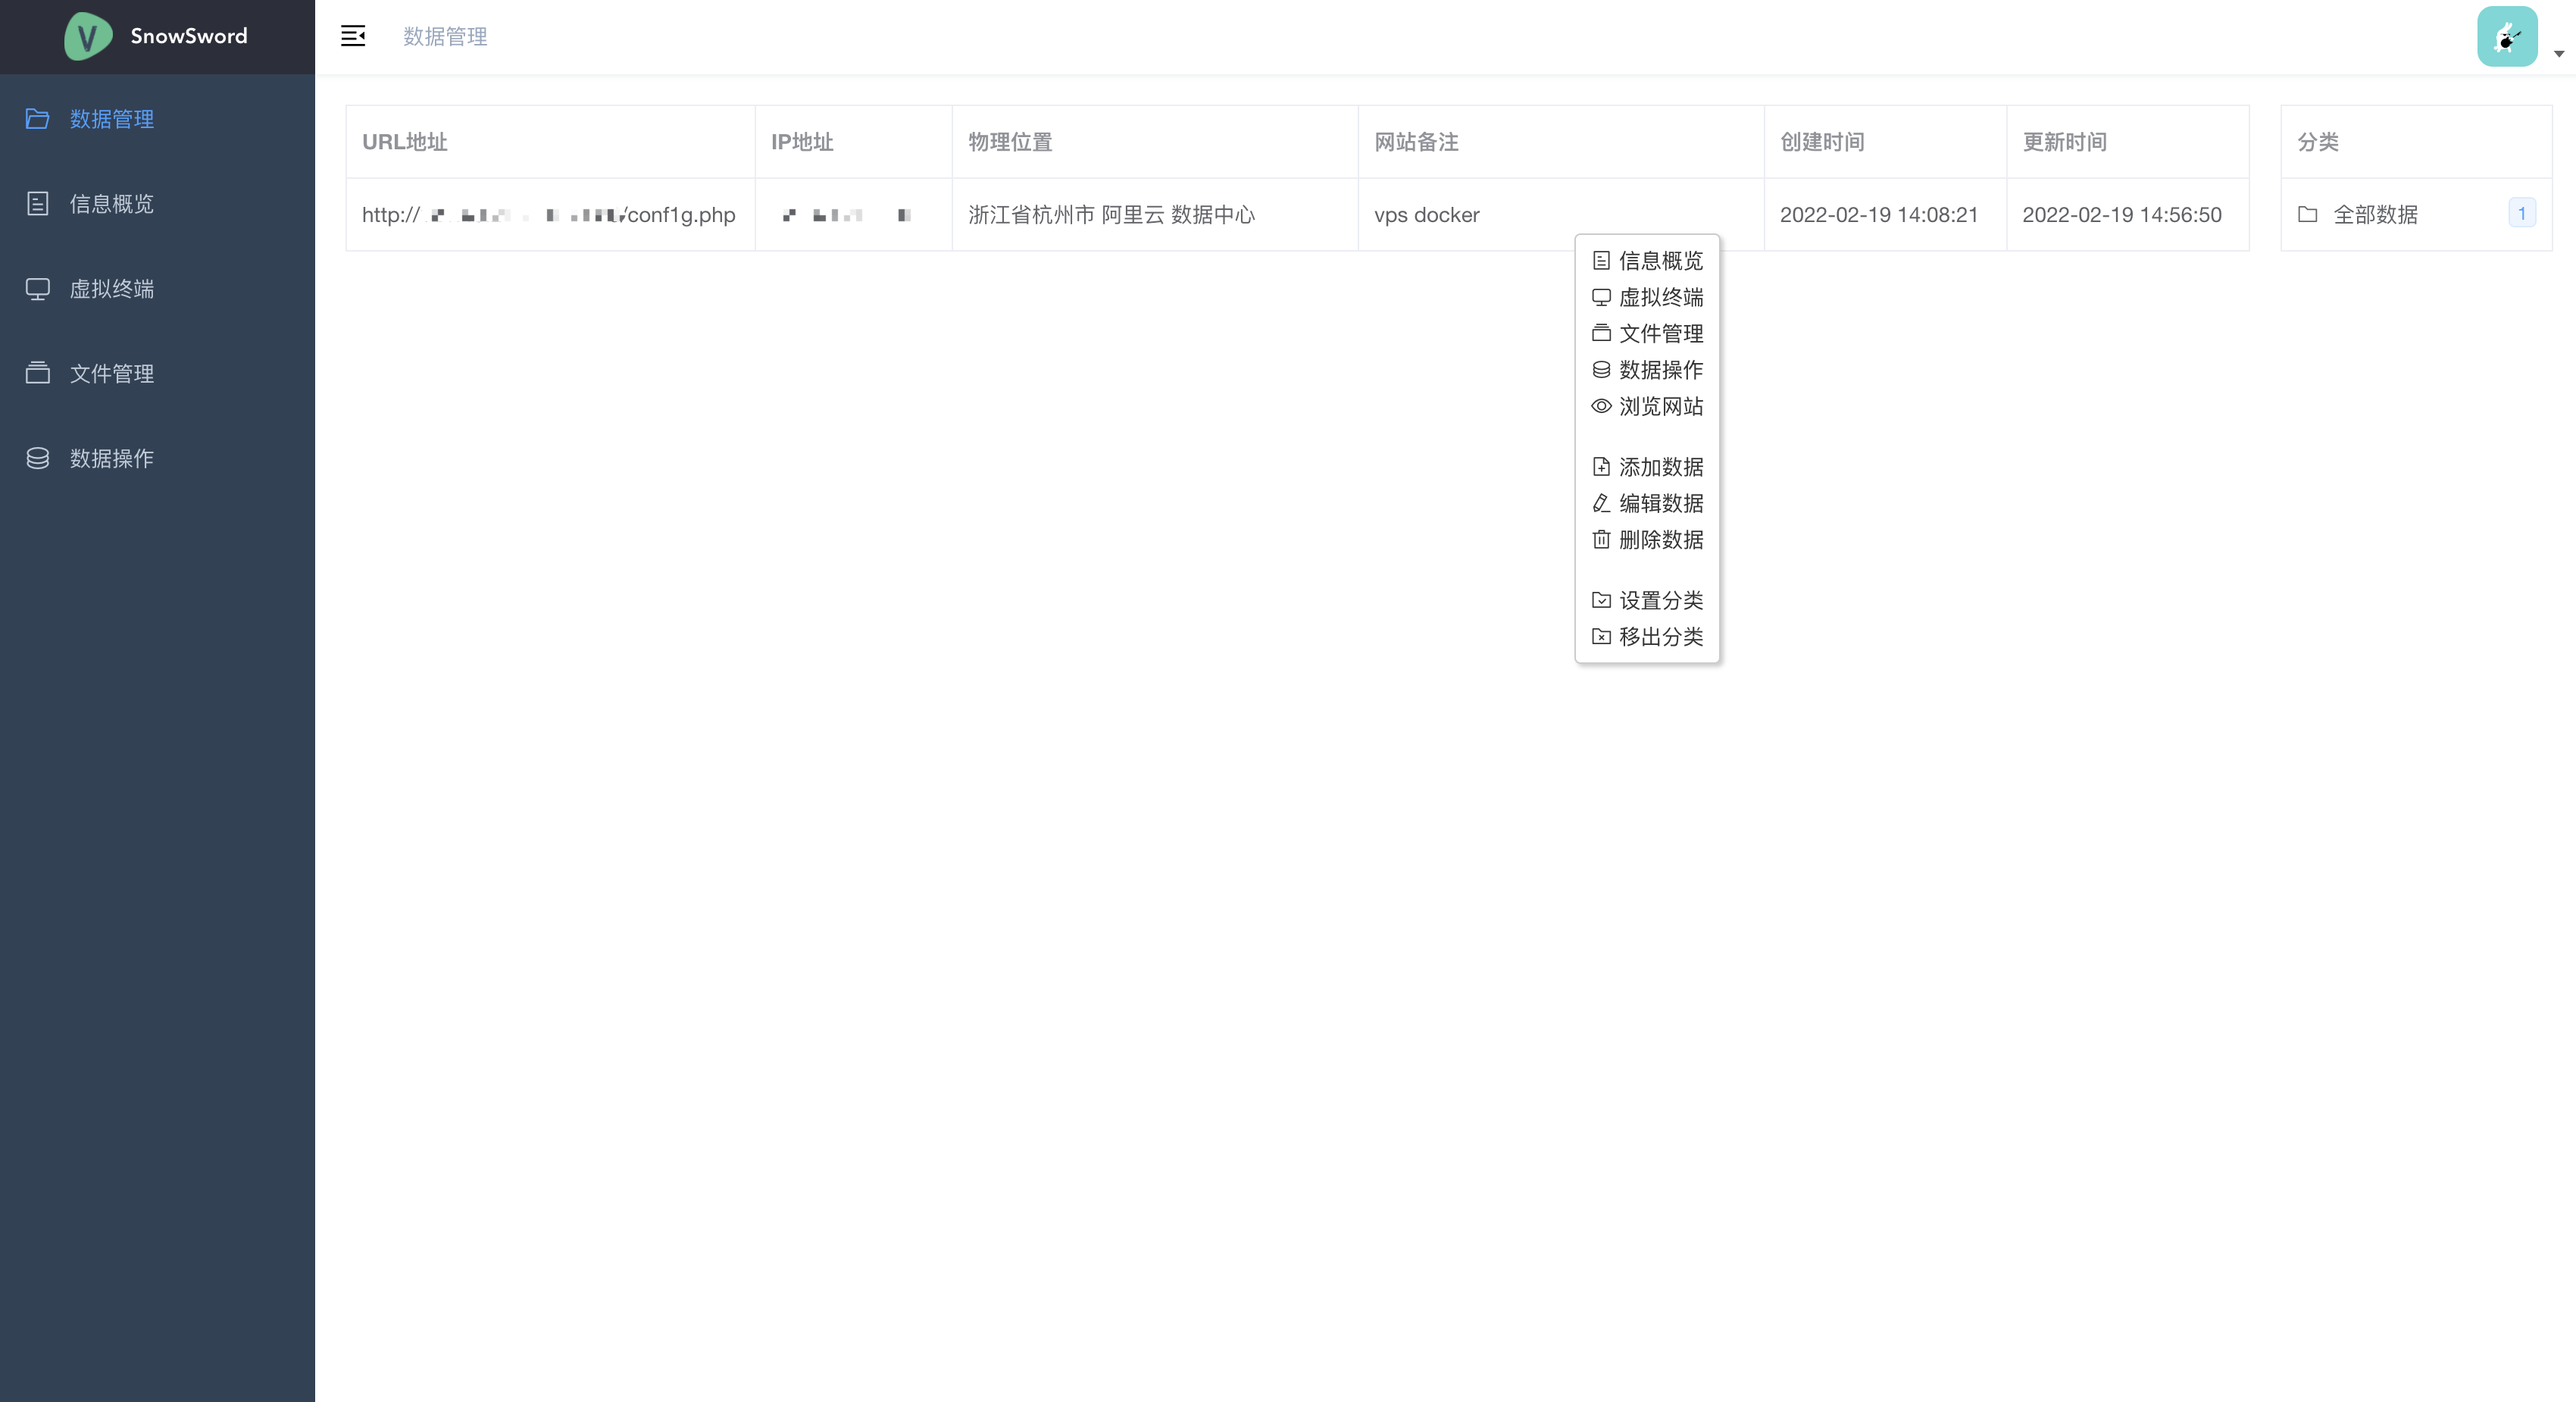 SnowSword
数据管理
数据管理
信息概览
虚拟终端
文件管理
数据操作
URL地址 IP地址 物理位置 网站备注 创建时间 更新时间 分类
http:// /conf1g.php 浙江省杭州市 阿里云 数据中心 vps docker 2022-02-19 14:08:21 2022-02-19 14:56:50 全部数据 1
信息概览
虚拟终端
文件管理
数据操作
浏览网站
添加数据
编辑数据
删除数据
设置分类
移出分类